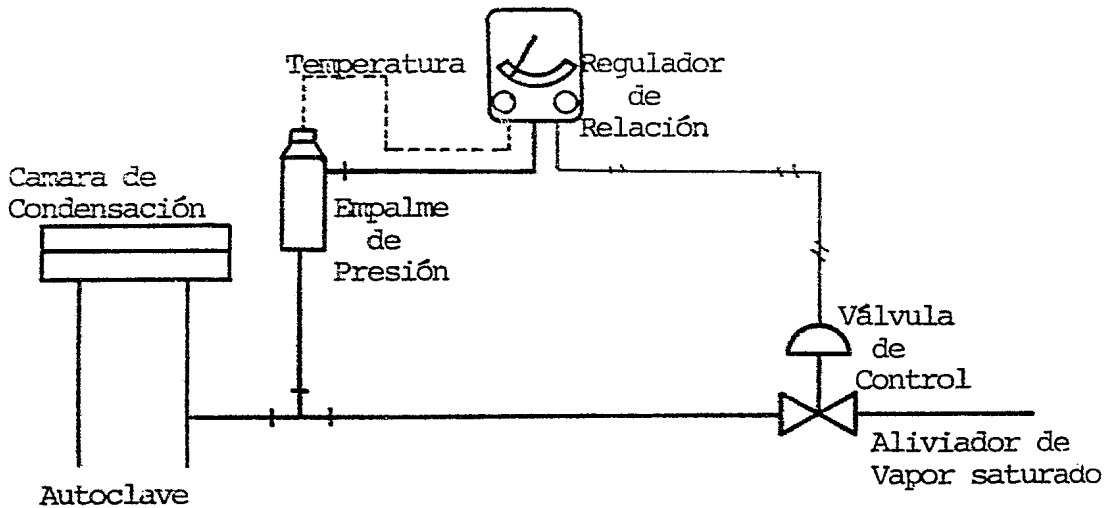 Temperatura
Regulador
de
Relación
Camara de
Condensación
Empalme
de
Presión
Válvula
de
Control
Aliviador de
Vapor saturado
Autoclave